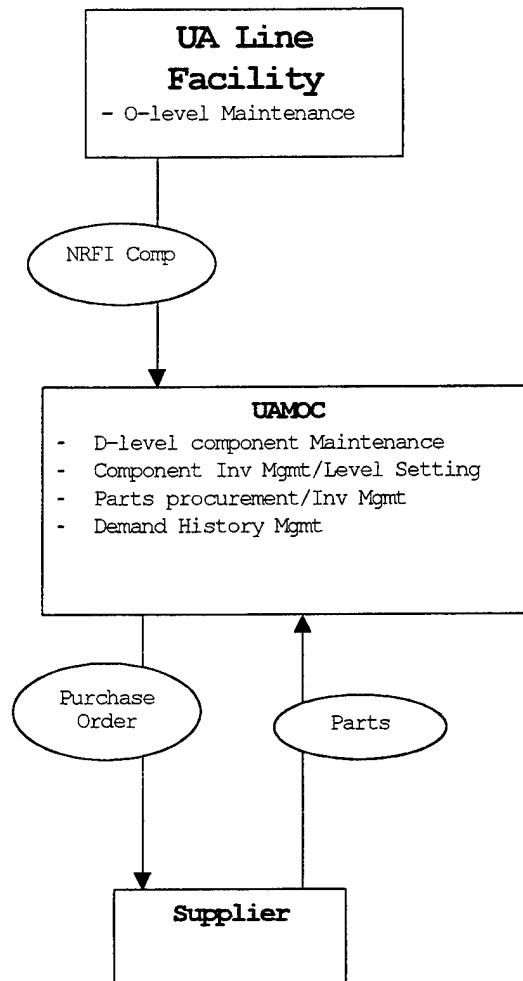 UA Line
Facility
- O-level Maintenance
NRFI Comp
UAMOC
- D-level component Maintenance
- Component Inv Mgmt/Level Setting
- Parts procurement/Inv Mgmt
- Demand History Mgmt
Purchase
Order
Parts
Supplier